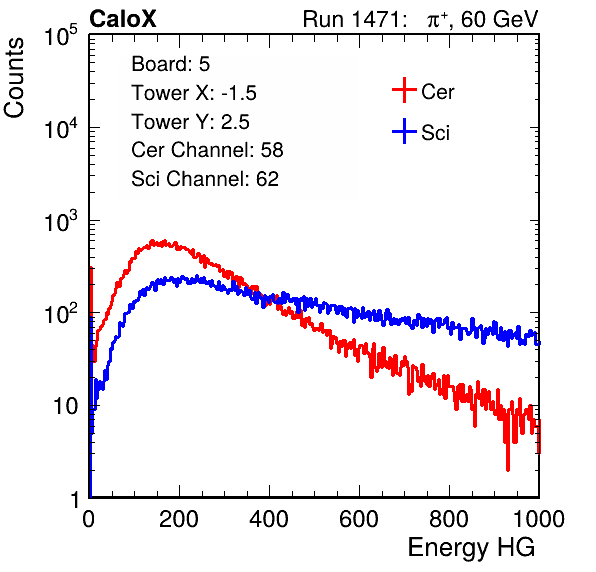 CaloX Run 1471: π⁺, 60 GeV
Counts
10⁵
10⁴
10³
10²
10
1
Board: 5
Tower X: -1.5
Tower Y: 2.5
Cer Channel: 58
Sci Channel: 62
Cer
Sci
0 200 400 600 800 1000
Energy HG